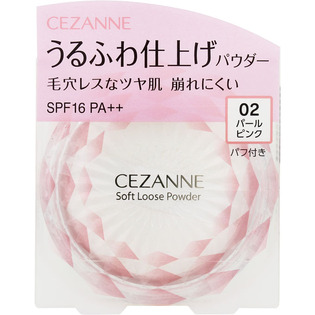 CEZANNE
うるふわ仕上げパウダー
毛穴レスなツヤ肌 崩れにくい
SPF16 PA++
02
パール
ピンク
パフ付き
CEZANNE
Soft Loose Powder